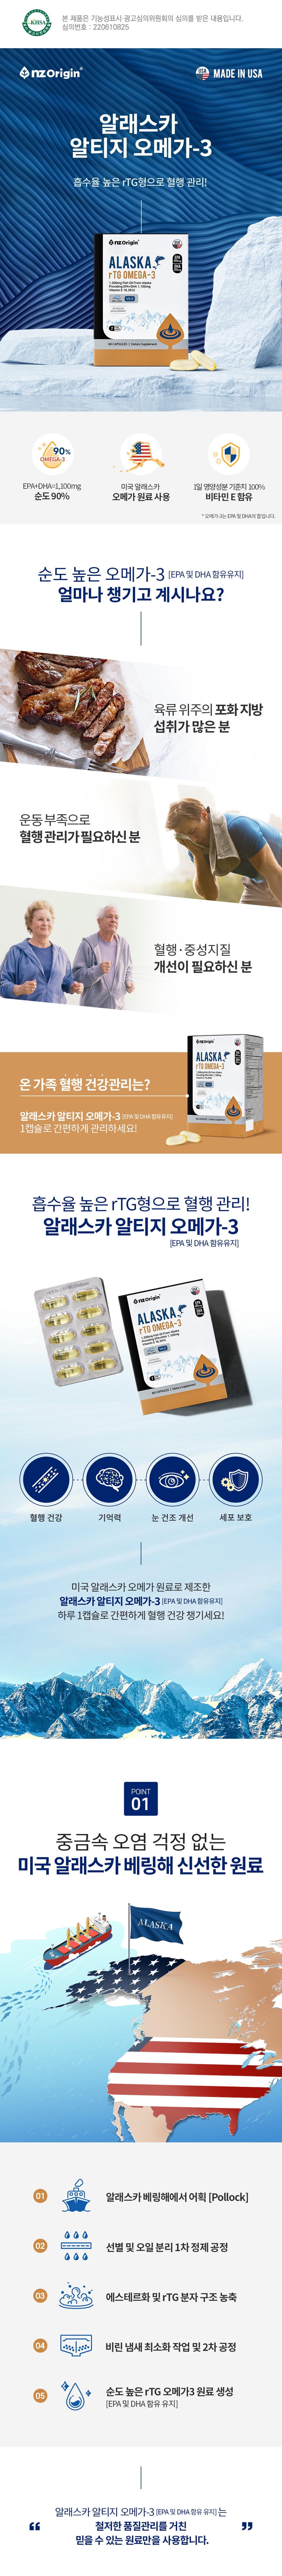 KHSA
본 제품은 기능성표시·광고심의위원회의 심의를 받은 내용입니다.
심의번호 : 220610825
nzOrigin
USA MADE IN USA
알래스카
알티지 오메가-3
흡수율 높은 rTG형으로 혈행 관리!
nzOrigin
ALASKA
rTG OMEGA-3
90%
OMEGA-3
EPA+DHA=1,100mg
순도 90%
미국 알래스카
오메가 원료 사용
1일 영양성분 기준치 100%
비타민 E 함유
* 오메가-3는 EPA 및 DHA의 합입니다.
순도 높은 오메가-3 [EPA 및 DHA 함유유지]
얼마나 챙기고 계시나요?
육류 위주의 포화 지방
섭취가 많은 분
운동 부족으로
혈행 관리가 필요하신 분
혈행·중성지질
개선이 필요하신 분
온 가족 혈행 건강관리는?
알래스카 알티지 오메가-3 [EPA 및 DHA 함유유지]
1캡슐로 간편하게 관리하세요!
nzOrigin
ALASKA
rTG OMEGA-3
흡수율 높은 rTG형으로 혈행 관리!
알래스카 알티지 오메가-3
[EPA 및 DHA 함유유지]
nzOrigin
ALASKA
rTG OMEGA-3
혈행 건강
기억력
눈 건조 개선
세포 보호
미국 알래스카 오메가 원료로 제조한
알래스카 알티지 오메가-3 [EPA 및 DHA 함유유지]
하루 1캡슐로 간편하게 혈행 건강 챙기세요!
POINT
01
중금속 오염 걱정 없는
미국 알래스카 베링해 신선한 원료
ALASKA
01
알래스카 베링해에서 어획 [Pollock]
02
선별 및 오일 분리 1차 정제 공정
03
에스테르화 및 rTG 분자 구조 농축
04
비린 냄새 최소화 작업 및 2차 공정
05
순도 높은 rTG 오메가3 원료 생성
[EPA 및 DHA 함유 유지]
알래스카 알티지 오메가-3 [EPA 및 DHA 함유 유지] 는
“ 철저한 품질관리를 거친 ”
믿을 수 있는 원료만을 사용합니다.